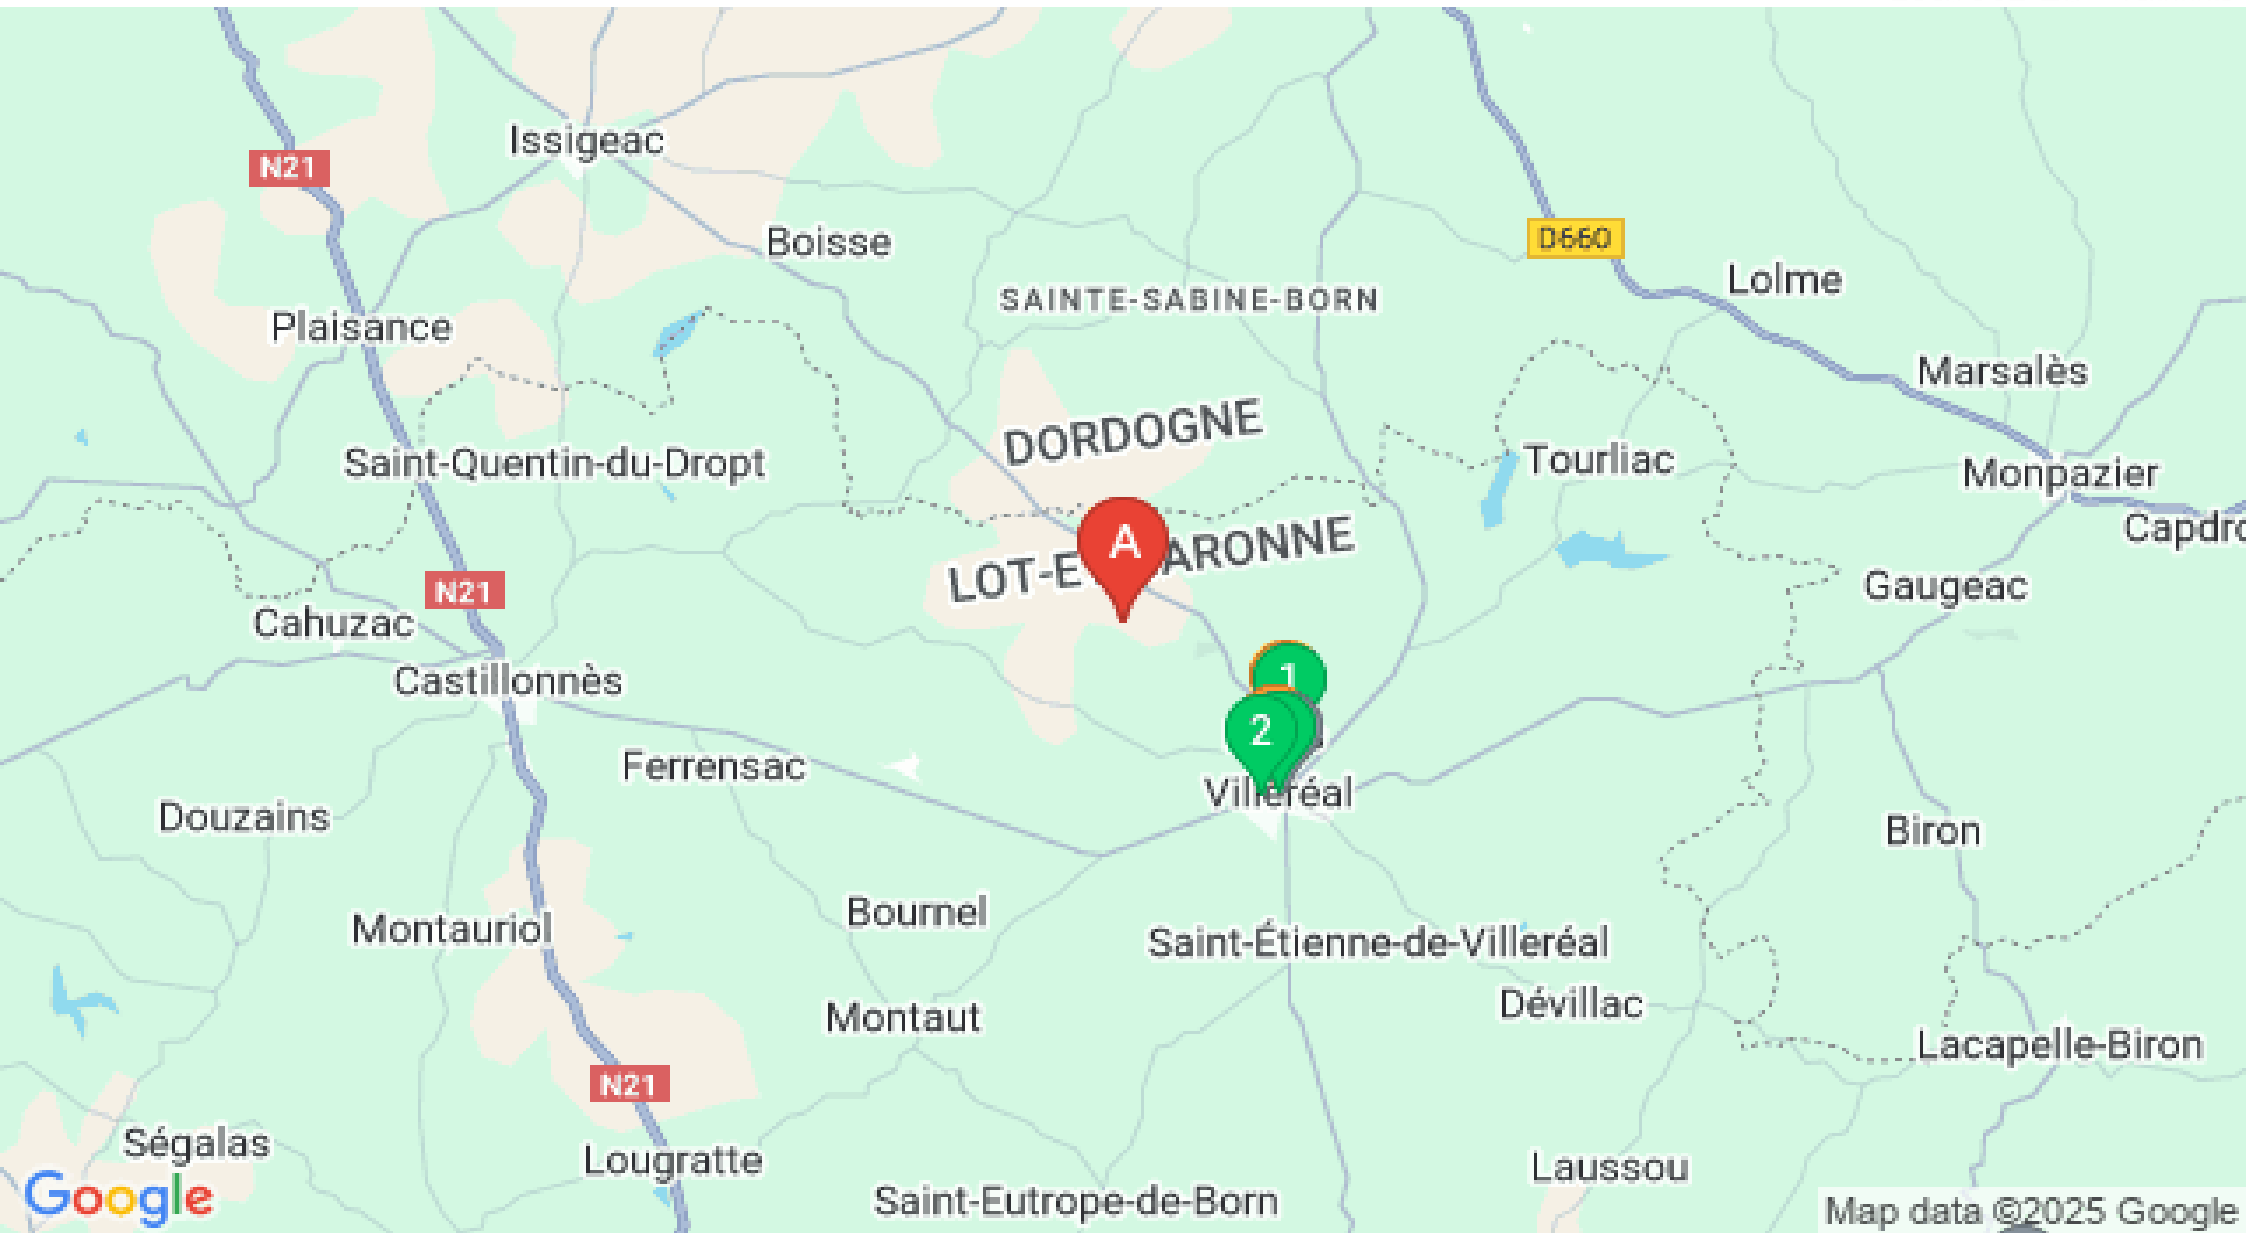 Issigeac
N21
Boisse
D660
Lolme
SAINTE-SABINE-BORN
Plaisance
Marsalès
DORDOGNE
Saint-Quentin-du-Dropt
Tourliac
Monpazier
Capdro
A
LOT-E
ARONNE
N21
Gaugeac
Cahuzac
Castillonnès
1
2
Ferrensac
Villeréal
Douzains
Biron
Bournel
Montauriol
Saint-Étienne-de-Villeréal
Dévillac
Montaut
Lacapelle-Biron
N21
Ségalas
Lougratte
Laussou
Google
Saint-Eutrope-de-Born
Map data ©2025 Google